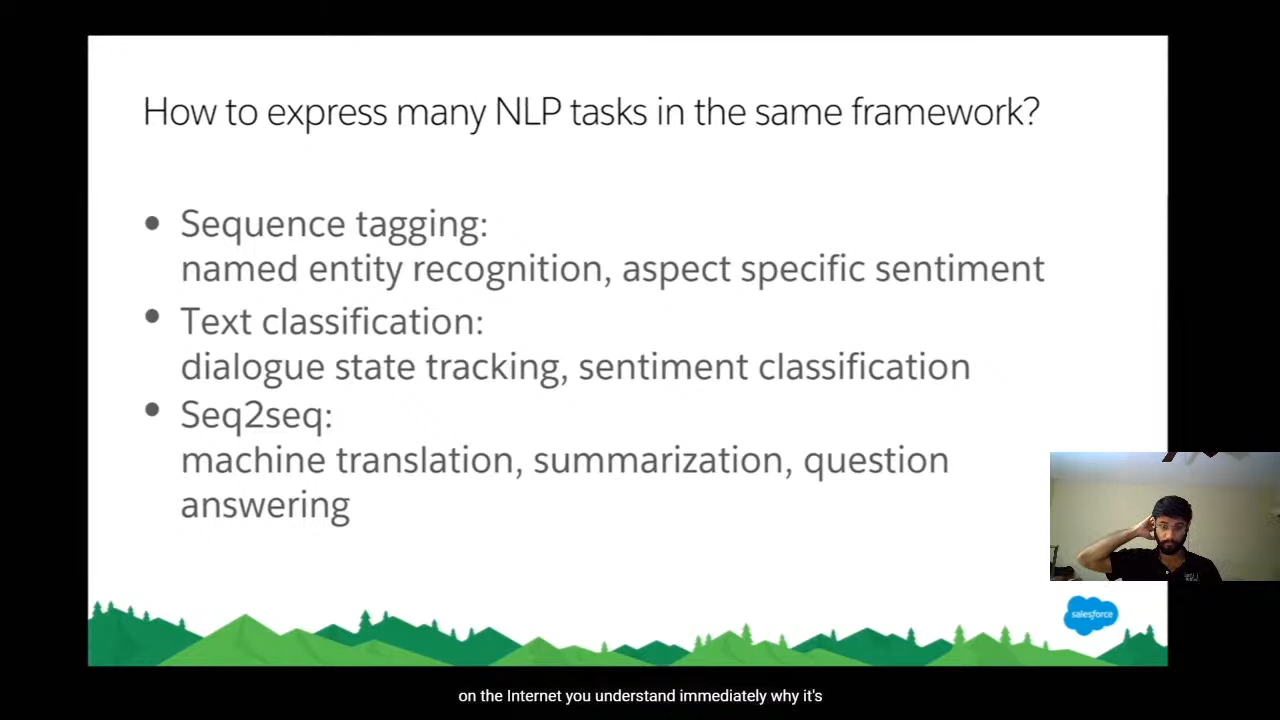 How to express many NLP tasks in the same framework?
• Sequence tagging:
named entity recognition, aspect specific sentiment
• Text classification:
dialogue state tracking, sentiment classification
• Seq2seq:
machine translation, summarization, question
answering
salesforce
on the Internet you understand immediately why it's